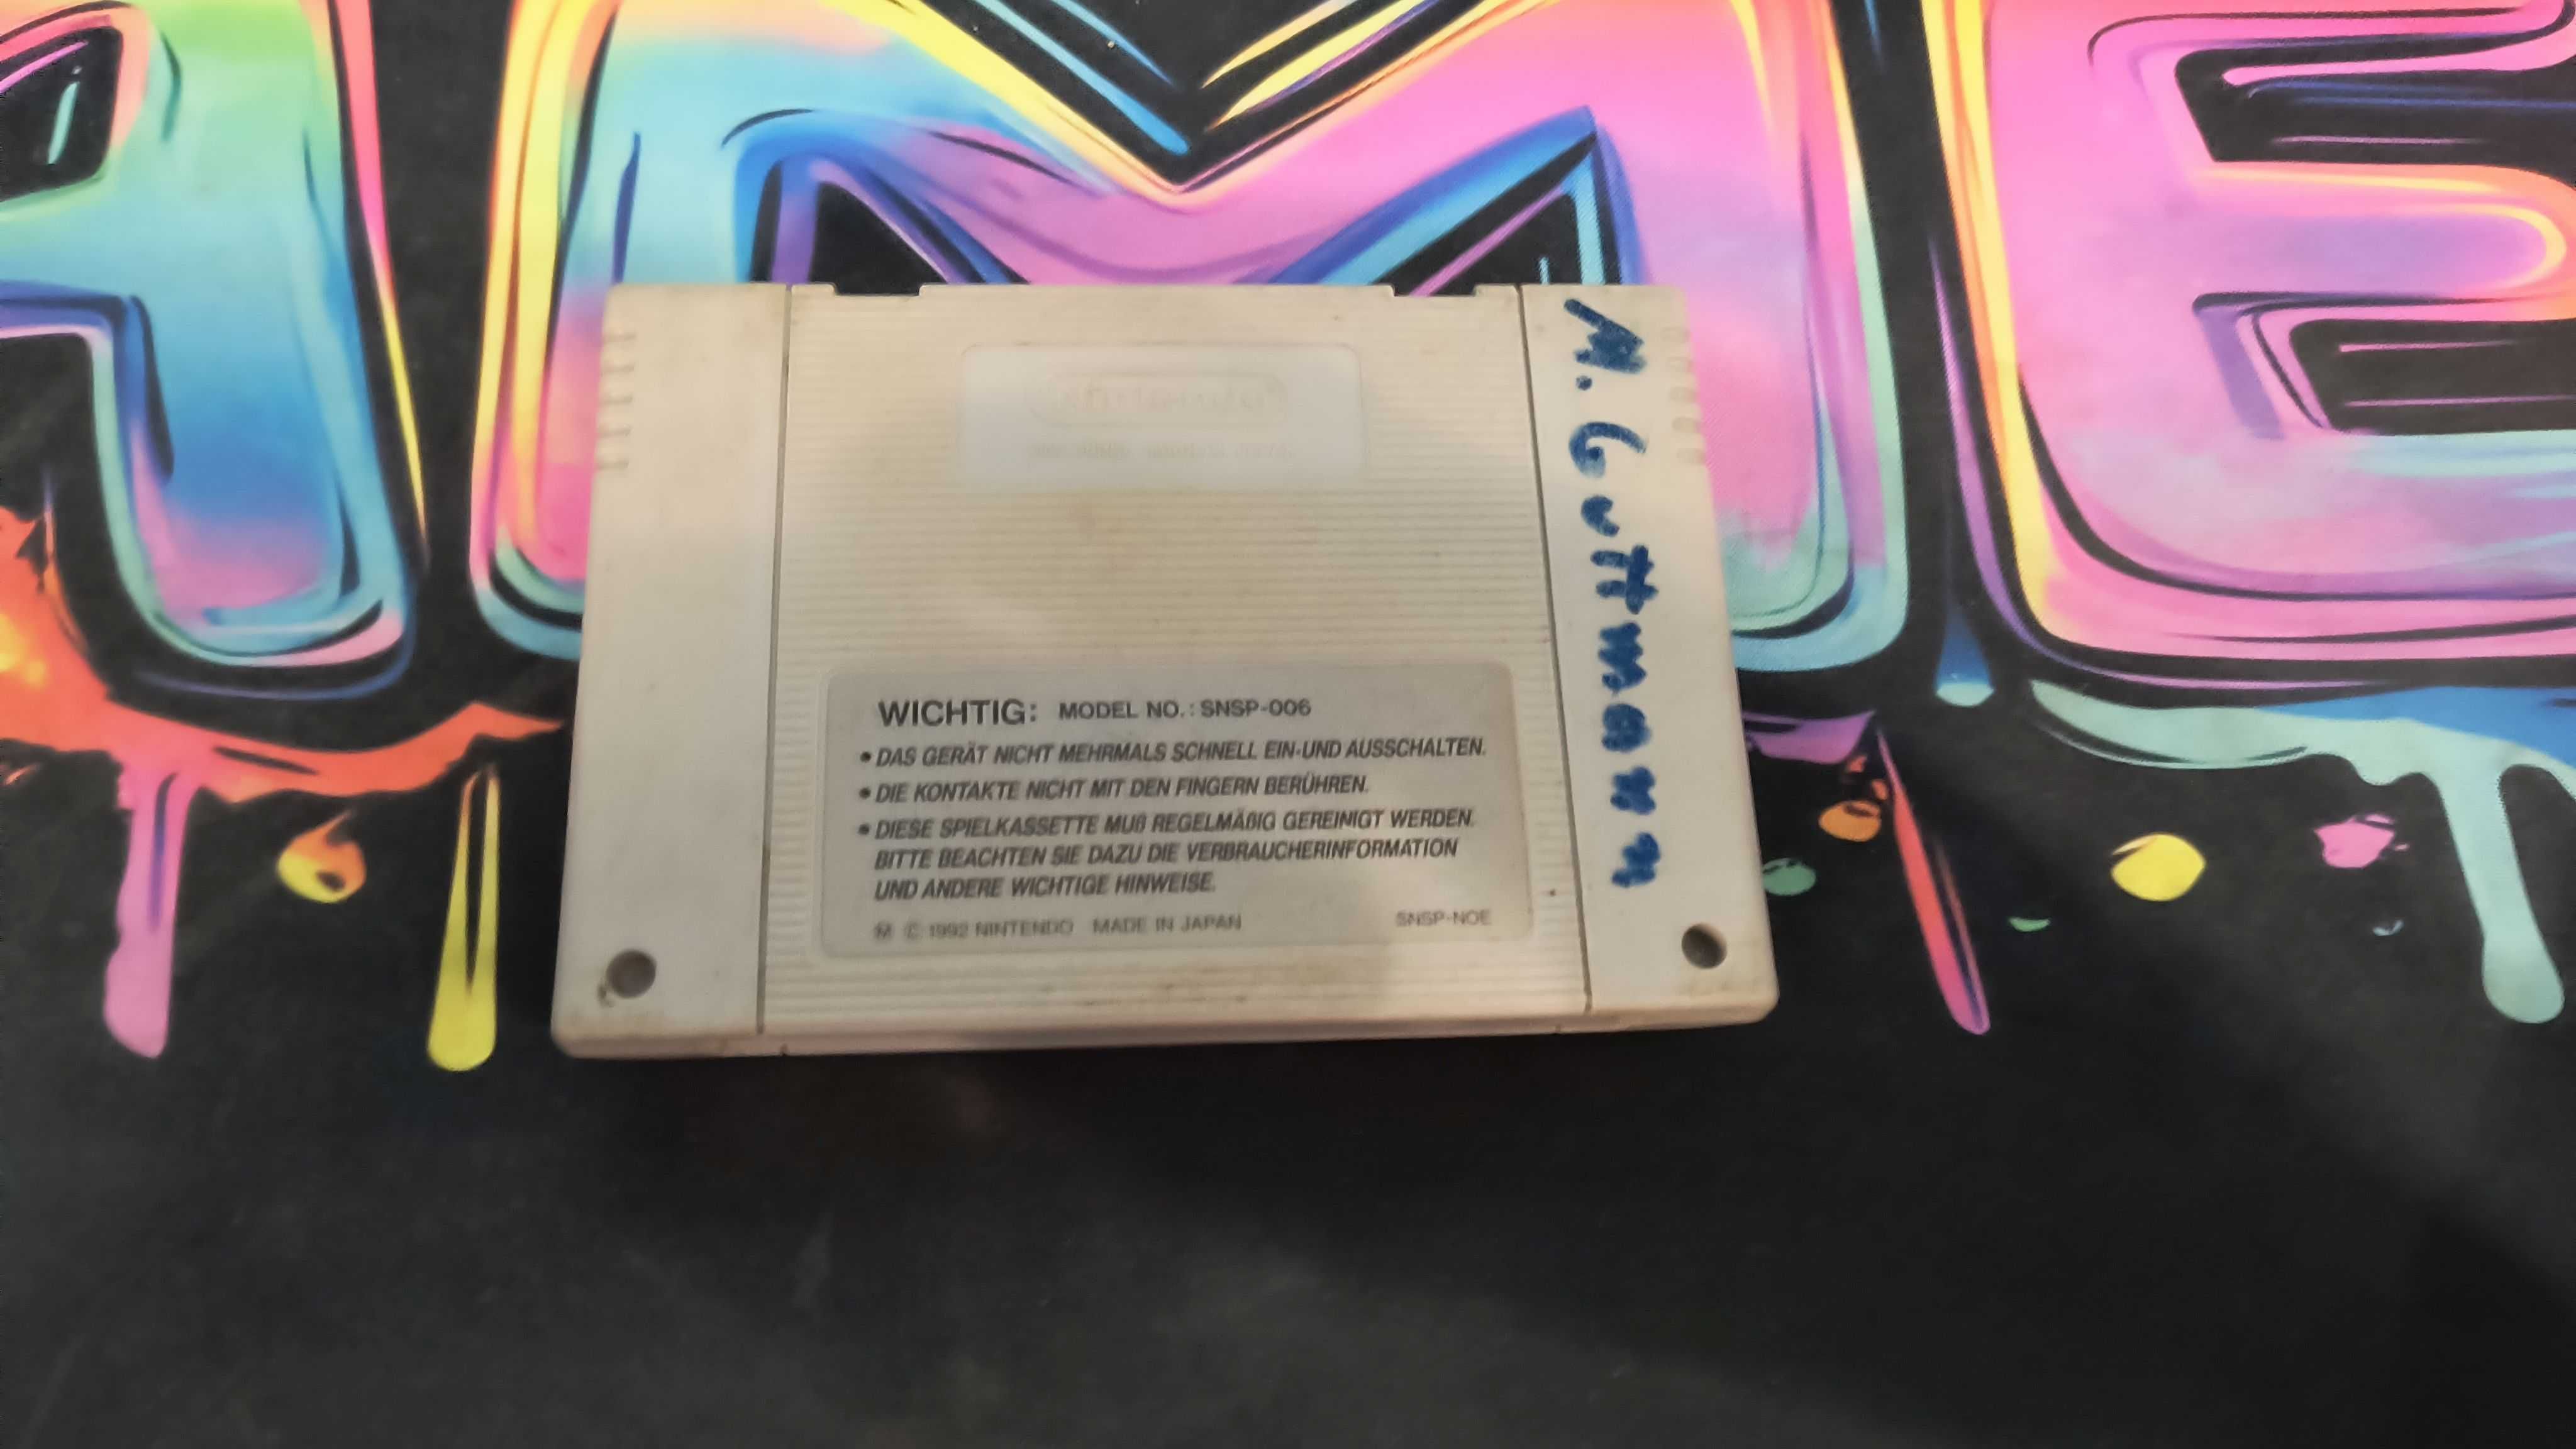 AME
M. Guttmann
WICHTIG: MODEL NO.: SNSP-006
• DAS GERÄT NICHT MEHRMALS SCHNELL EIN-UND AUSSCHALTEN.
• DIE KONTAKTE NICHT MIT DEN FINGERN BERÜHREN.
• DIESE SPIELKASSETTE MUß REGELMÄßIG GEREINIGT WERDEN.
BITTE BEACHTEN SIE DAZU DIE VERBRAUCHERINFORMATION
UND ANDERE WICHTIGE HINWEISE.
M © 1992 NINTENDO MADE IN JAPAN SNSP-NOE